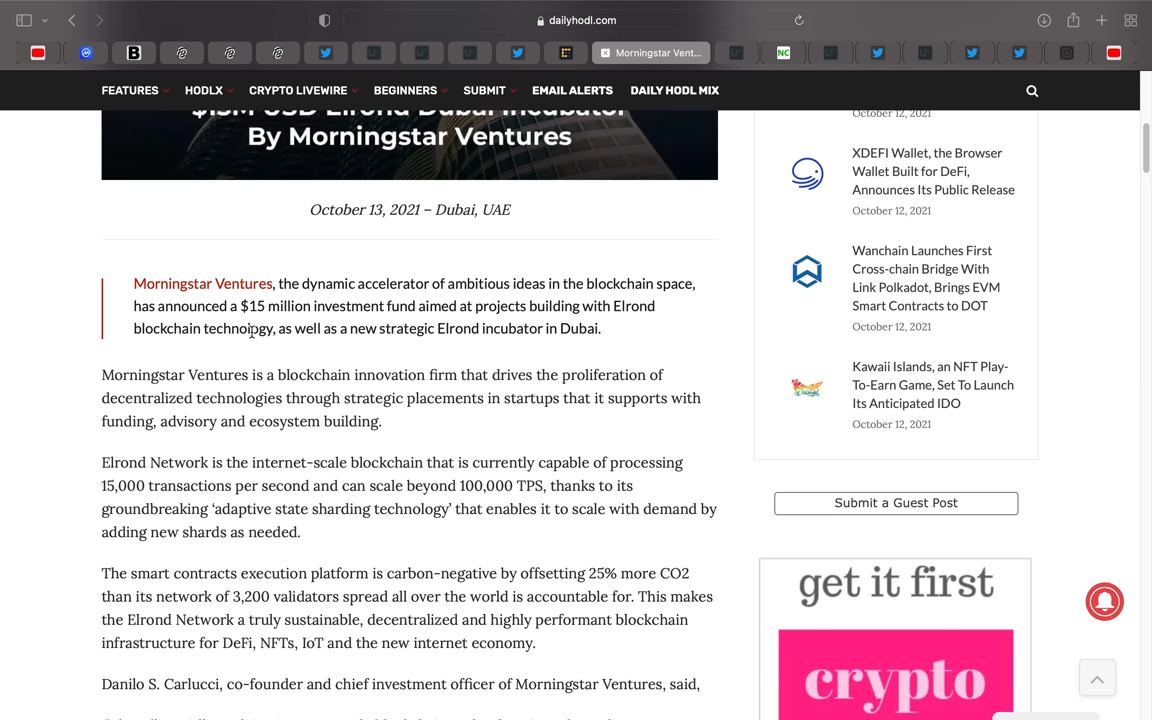 dailyhodl.com
B
Morningstar Vent...
NC
FEATURES HODLX CRYPTO LIVEWIRE BEGINNERS SUBMIT EMAIL ALERTS DAILY HODL MIX
$15M USD Elrond Dubai Incubator
By Morningstar Ventures
October 13, 2021 – Dubai, UAE
Morningstar Ventures, the dynamic accelerator of ambitious ideas in the blockchain space,
has announced a $15 million investment fund aimed at projects building with Elrond
blockchain technology, as well as a new strategic Elrond incubator in Dubai.
Morningstar Ventures is a blockchain innovation firm that drives the proliferation of
decentralized technologies through strategic placements in startups that it supports with
funding, advisory and ecosystem building.
Elrond Network is the internet-scale blockchain that is currently capable of processing
15,000 transactions per second and can scale beyond 100,000 TPS, thanks to its
groundbreaking ‘adaptive state sharding technology’ that enables it to scale with demand by
adding new shards as needed.
The smart contracts execution platform is carbon-negative by offsetting 25% more CO2
than its network of 3,200 validators spread all over the world is accountable for. This makes
the Elrond Network a truly sustainable, decentralized and highly performant blockchain
infrastructure for DeFi, NFTs, IoT and the new internet economy.
Danilo S. Carlucci, co-founder and chief investment officer of Morningstar Ventures, said,
October 12, 2021
XDEFI Wallet, the Browser
Wallet Built for DeFi,
Announces Its Public Release
October 12, 2021
Wanchain Launches First
Cross-chain Bridge With
Link Polkadot, Brings EVM
Smart Contracts to DOT
October 12, 2021
Kawaii Islands, an NFT Play-
To-Earn Game, Set To Launch
Its Anticipated IDO
October 12, 2021
Submit a Guest Post
get it first
crypto